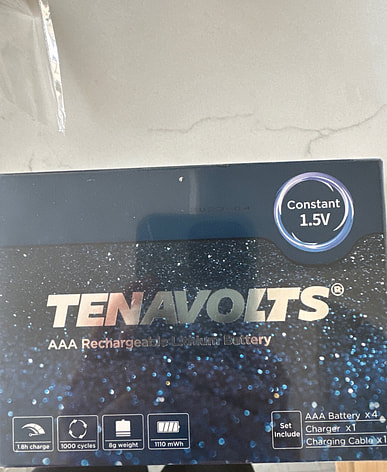 Constant
1.5V
TENAVOLTS®
AAA Rechargeable Lithium Battery
1.8h charge
1000 cycles
8g weight
1110 mWh
Set
Include
AAA Battery x4
Charger x1
Charging Cable x1